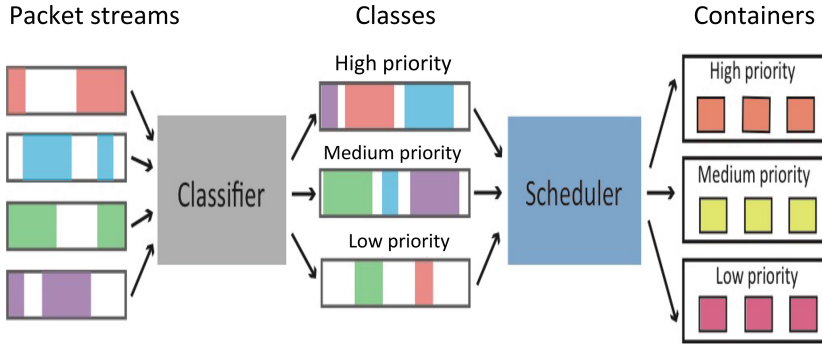 Packet streams
Classes
Containers
High priority
Medium priority
Low priority
Classifier
Scheduler
High priority
Medium priority
Low priority